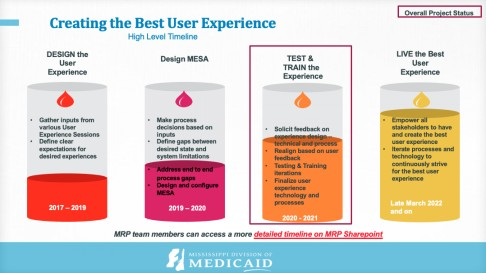 Overall Project Status
Creating the Best User Experience
High Level Timeline
DESIGN the
User
Experience
• Gather inputs from
various User
Experience Sessions
• Define clear
expectations for
desired experiences
2017 – 2019
Design MESA
• Make process
decisions based on
inputs
• Define gaps between
desired state and
system limitations
• Address end to end
process gaps
• Design and configure
MESA
2019 – 2020
TEST &
TRAIN the
Experience
• Solicit feedback on
experience design –
technical and process
• Realign based on user
feedback
• Testing & Training
iterations
• Finalize user
experience
technology and
processes
2020 - 2021
LIVE the Best
User
Experience
• Empower all
stakeholders to have
and create the best
user experience
• Iterate processes and
technology to
continuously strive
for the best user
experience
Late March 2022
and on
MRP team members can access a more detailed timeline on MRP Sharepoint
MISSISSIPPI DIVISION OF
MEDICAID